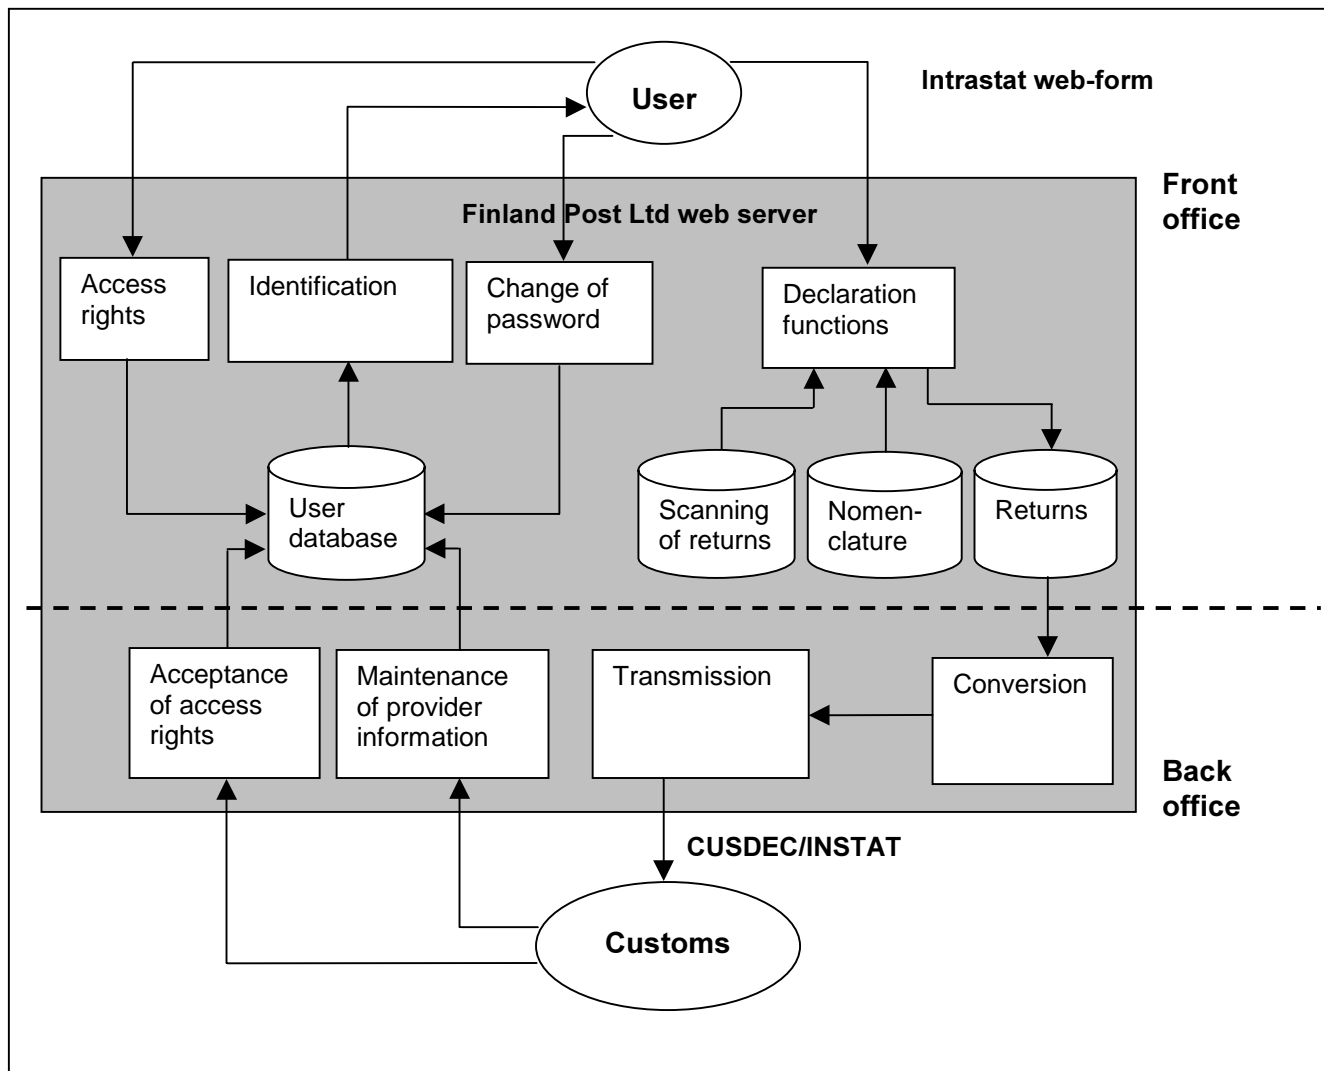 User
Intrastat web-form
Front
office
Finland Post Ltd web server
Access
rights
Identification
Change of
password
Declaration
functions
User
database
Scanning
of returns
Nomen-
clature
Returns
Acceptance
of access
rights
Maintenance
of provider
information
Transmission
Conversion
Back
office
CUSDEC/INSTAT
Customs